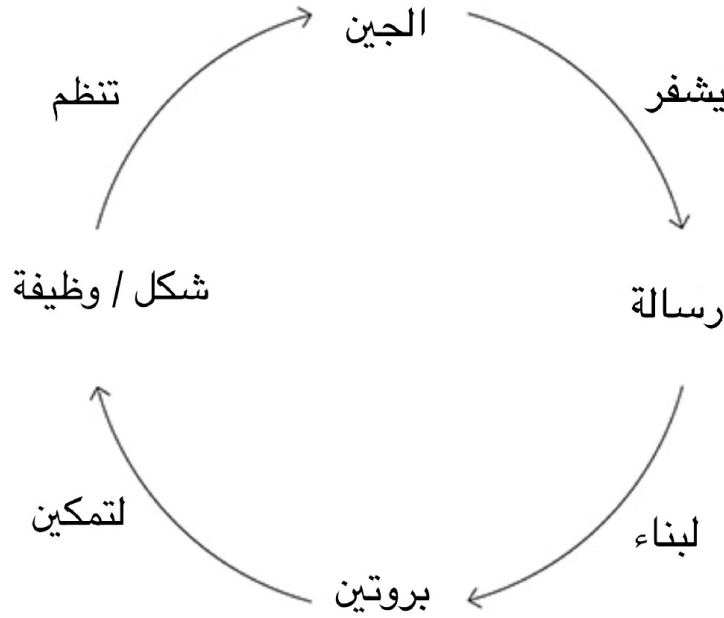 الجين
يشفر
رسالة
لبناء
بروتين
لتمكين
شكل / وظيفة
تنظم